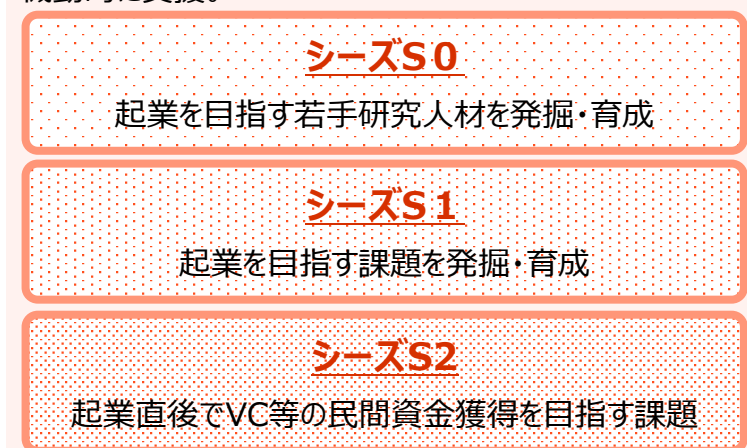 シーズS０
起業を目指す若手研究人材を発掘・育成
シーズS１
起業を目指す課題を発掘・育成
シーズS2
起業直後でVC等の民間資金獲得を目指す課題